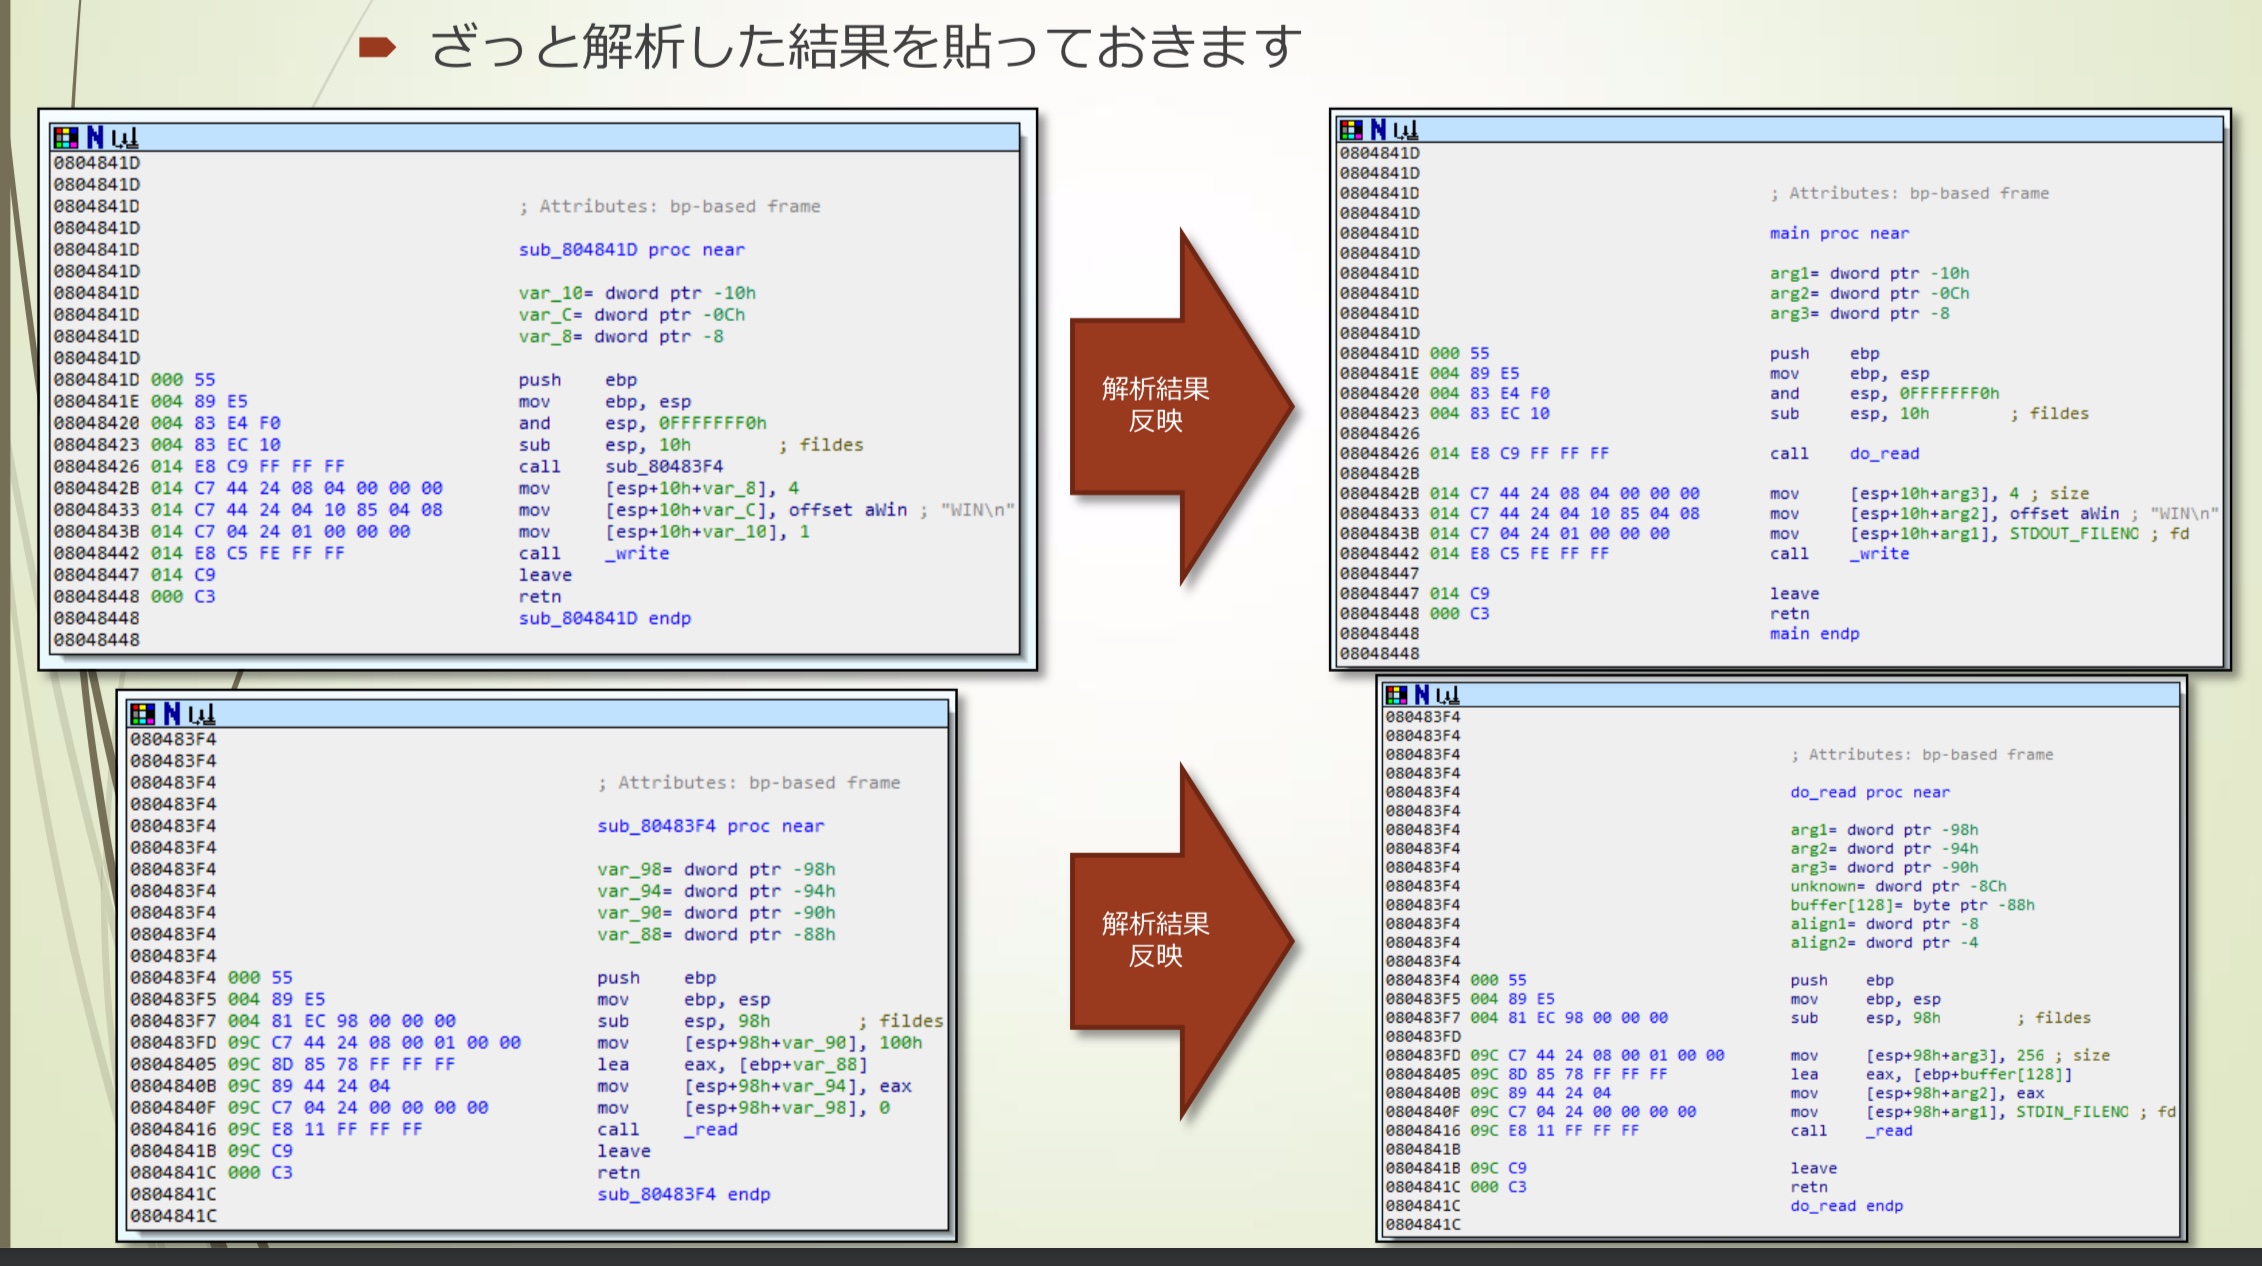 ざっと解析した結果を貼っておきます
0804841D
0804841D
0804841D ; Attributes: bp-based frame
0804841D
0804841D sub_804841D proc near
0804841D
0804841D var_10= dword ptr -10h
0804841D var_C= dword ptr -0Ch
0804841D var_8= dword ptr -8
0804841D
0804841D 000 55 push ebp
0804841E 004 89 E5 mov ebp, esp
08048420 004 83 E4 F0 and esp, 0FFFFFFF0h
08048423 004 83 EC 10 sub esp, 10h ; fildes
08048426 014 E8 C9 FF FF FF call sub_80483F4
0804842B 014 C7 44 24 08 04 00 00 00 mov [esp+10h+var_8], 4
08048433 014 C7 44 24 04 10 85 04 08 mov [esp+10h+var_C], offset aWin ; "WIN\n"
0804843B 014 C7 04 24 01 00 00 00 mov [esp+10h+var_10], 1
08048442 014 E8 C5 FE FF FF call _write
08048447 014 C9 leave
08048448 000 C3 retn
08048448 sub_804841D endp
08048448
解析結果
反映
0804841D
0804841D
0804841D ; Attributes: bp-based frame
0804841D
0804841D main proc near
0804841D
0804841D arg1= dword ptr -10h
0804841D arg2= dword ptr -0Ch
0804841D arg3= dword ptr -8
0804841D
0804841D 000 55 push ebp
0804841E 004 89 E5 mov ebp, esp
08048420 004 83 E4 F0 and esp, 0FFFFFFF0h
08048423 004 83 EC 10 sub esp, 10h ; fildes
08048426
08048426 014 E8 C9 FF FF FF call do_read
0804842B
0804842B 014 C7 44 24 08 04 00 00 00 mov [esp+10h+arg3], 4 ; size
08048433 014 C7 44 24 04 10 85 04 08 mov [esp+10h+arg2], offset aWin ; "WIN\n"
0804843B 014 C7 04 24 01 00 00 00 mov [esp+10h+arg1], STDOUT_FILENO ; fd
08048442 014 E8 C5 FE FF FF call _write
08048447
08048447 014 C9 leave
08048448 000 C3 retn
08048448 main endp
08048448
080483F4
080483F4
080483F4 ; Attributes: bp-based frame
080483F4
080483F4 sub_80483F4 proc near
080483F4
080483F4 var_98= dword ptr -98h
080483F4 var_94= dword ptr -94h
080483F4 var_90= dword ptr -90h
080483F4 var_88= dword ptr -88h
080483F4
080483F4 000 55 push ebp
080483F5 004 89 E5 mov ebp, esp
080483F7 004 81 EC 98 00 00 00 sub esp, 98h ; fildes
080483FD 09C C7 44 24 08 00 01 00 00 mov [esp+98h+var_90], 100h
08048405 09C 8D 85 78 FF FF FF lea eax, [ebp+var_88]
0804840B 09C 89 44 24 04 mov [esp+98h+var_94], eax
0804840F 09C C7 04 24 00 00 00 00 mov [esp+98h+var_98], 0
08048416 09C E8 11 FF FF FF call _read
0804841B 09C C9 leave
0804841C 000 C3 retn
0804841C sub_80483F4 endp
0804841C
解析結果
反映
080483F4
080483F4
080483F4 ; Attributes: bp-based frame
080483F4
080483F4 do_read proc near
080483F4
080483F4 arg1= dword ptr -98h
080483F4 arg2= dword ptr -94h
080483F4 arg3= dword ptr -90h
080483F4 unknown= dword ptr -8Ch
080483F4 buffer[128]= byte ptr -88h
080483F4 align1= dword ptr -8
080483F4 align2= dword ptr -4
080483F4
080483F4 000 55 push ebp
080483F5 004 89 E5 mov ebp, esp
080483F7 004 81 EC 98 00 00 00 sub esp, 98h ; fildes
080483FD
080483FD 09C C7 44 24 08 00 01 00 00 mov [esp+98h+arg3], 256 ; size
08048405 09C 8D 85 78 FF FF FF lea eax, [ebp+buffer[128]]
0804840B 09C 89 44 24 04 mov [esp+98h+arg2], eax
0804840F 09C C7 04 24 00 00 00 00 mov [esp+98h+arg1], STDIN_FILENO ; fd
08048416 09C E8 11 FF FF FF call _read
0804841B
0804841B 09C C9 leave
0804841C 000 C3 retn
0804841C do_read endp
0804841C